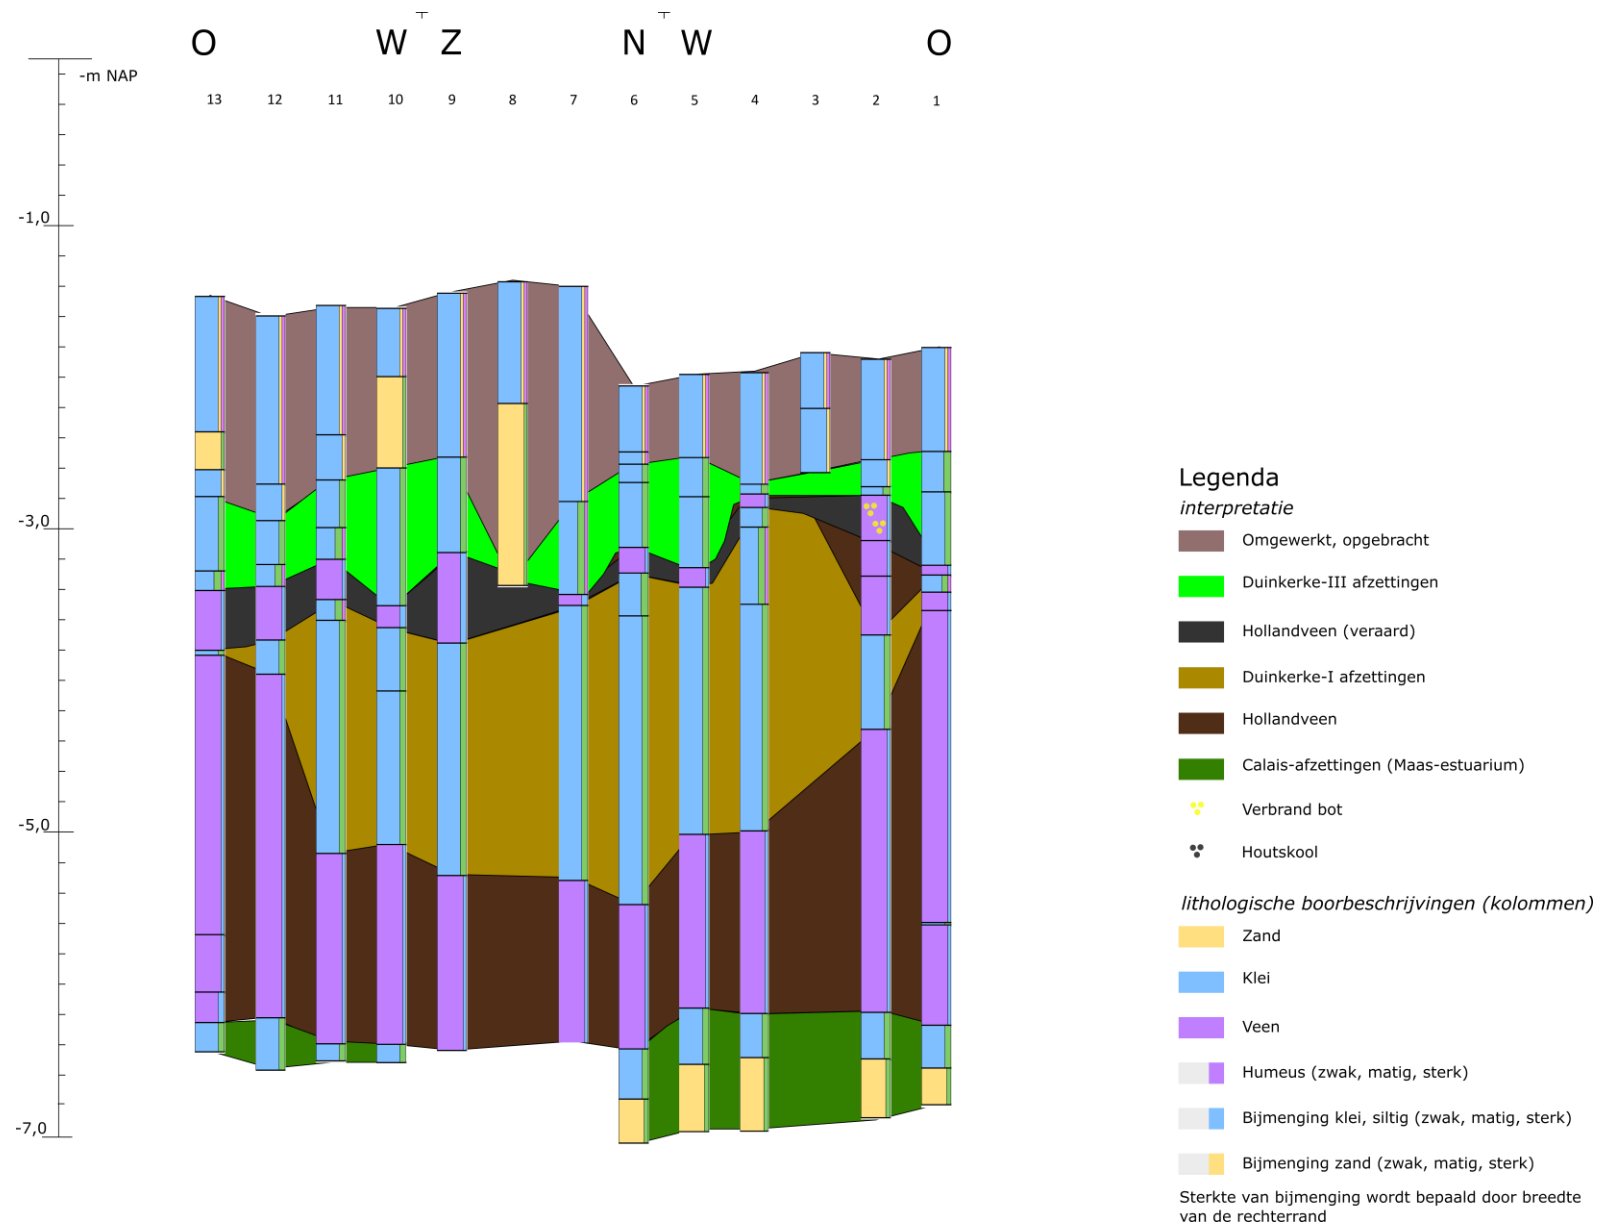 O W Z N W O
-m NAP
13 12 11 10 9 8 7 6 5 4 3 2 1
-1,0
-3,0
-5,0
-7,0
Legenda
interpretatie
Omgewerkt, opgebracht
Duinkerke-III afzettingen
Hollandveen (veraard)
Duinkerke-I afzettingen
Hollandveen
Calais-afzettingen (Maas-estuarium)
Verbrand bot
Houtskool
lithologische boorbeschrijvingen (kolommen)
Zand
Klei
Veen
Humeus (zwak, matig, sterk)
Bijmenging klei, siltig (zwak, matig, sterk)
Bijmenging zand (zwak, matig, sterk)
Sterkte van bijmenging wordt bepaald door breedte
van de rechterrand